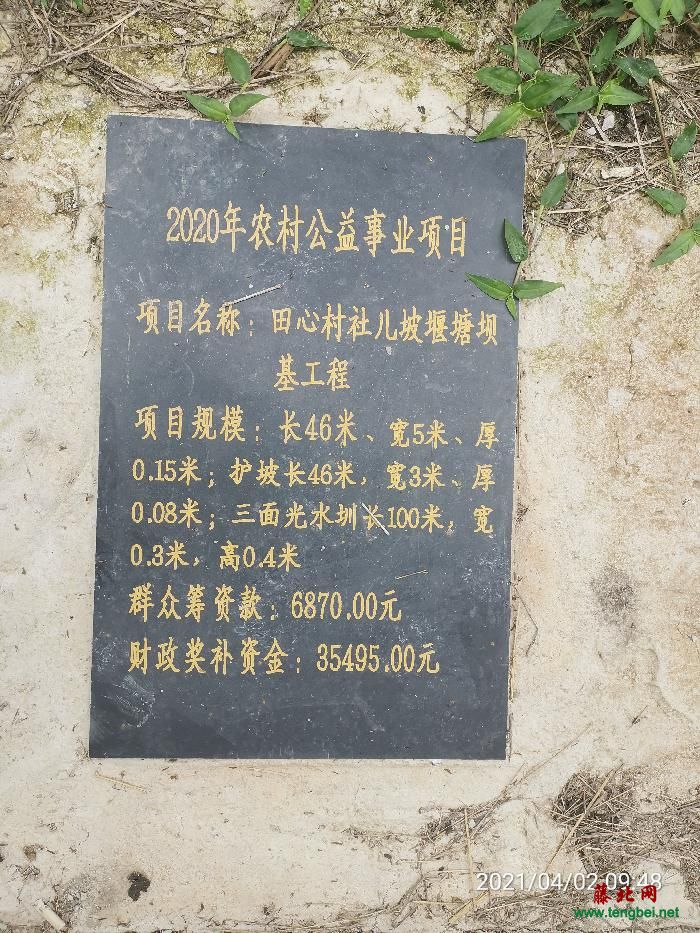 2020年农村公益事业项目
项目名称：田心村社儿坡堰塘坝
基工程
项目规模：长46米、宽5米、厚
0.15米；护坡长46米，宽3米、厚
0.08米；三面光水圳长100米，宽
0.3米，高0.4米
群众筹资款：6870.00元
财政奖补资金：35495.00元
2021/04/02 09:48
藤北网
www.tengbei.net